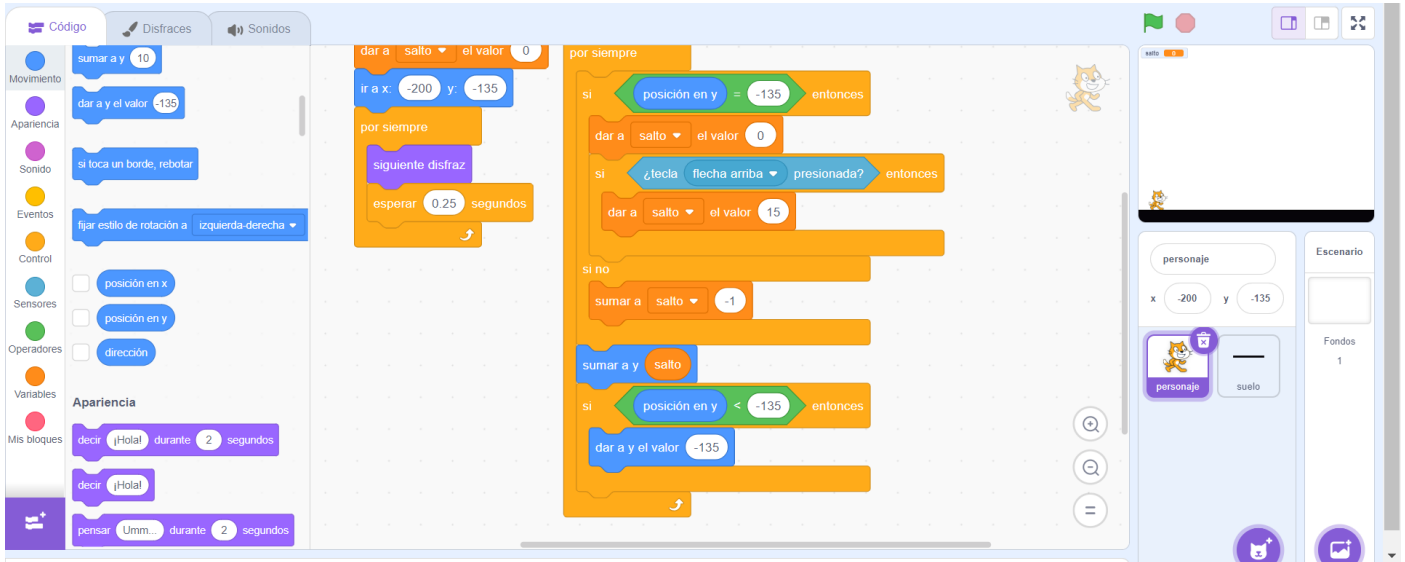 Código
Disfraces
Sonidos
Movimiento
Apariencia
Sonido
Eventos
Control
Sensores
Operadores
Variables
Mis bloques
sumar a y 10
dar a y el valor -135
si toca un borde, rebotar
fijar estilo de rotación a izquierda-derecha
posición en x
posición en y
dirección
Apariencia
decir ¡Hola! durante 2 segundos
decir ¡Hola!
pensar Umm... durante 2 segundos
dar a salto el valor 0
ir a x: -200 y: -135
por siempre
siguiente disfraz
esperar 0.25 segundos
por siempre
si posición en y = -135 entonces
dar a salto el valor 0
si ¿tecla flecha arriba presionada? entonces
dar a salto el valor 15
si no
sumar a salto -1
sumar a y salto
si posición en y < -135 entonces
dar a y el valor -135
salto 0
personaje
x -200 y -135
personaje
suelo
Escenario
Fondos
1